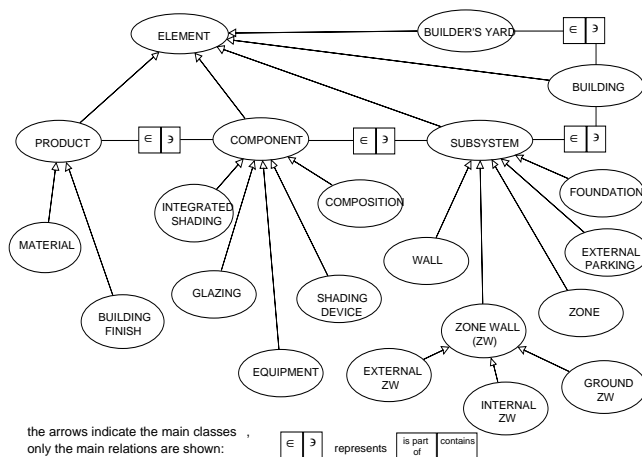 ELEMENT
BUILDER'S YARD
∈ ∋
BUILDING
PRODUCT
∈ ∋
COMPONENT
∈ ∋
SUBSYSTEM
∈ ∋
INTEGRATED
SHADING
COMPOSITION
FOUNDATION
MATERIAL
WALL
EXTERNAL
PARKING
GLAZING
SHADING
DEVICE
ZONE
BUILDING
FINISH
ZONE WALL
(ZW)
EQUIPMENT
EXTERNAL
ZW
INTERNAL
ZW
GROUND
ZW
the arrows indicate the main classes ,
only the main relations are shown:
∈ ∋ represents
is part
of
contains